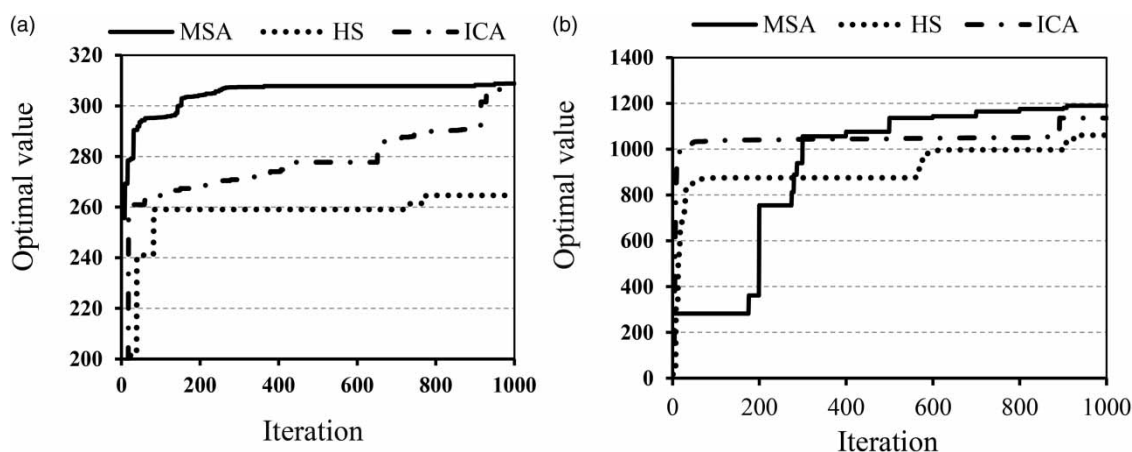 (a)
MSA HS ICA
320
300
280
260
240
220
200
0 200 400 600 800 1000
Optimal value
Iteration
(b)
MSA HS ICA
1400
1200
1000
800
600
400
200
0
0 200 400 600 800 1000
Optimal value
Iteration